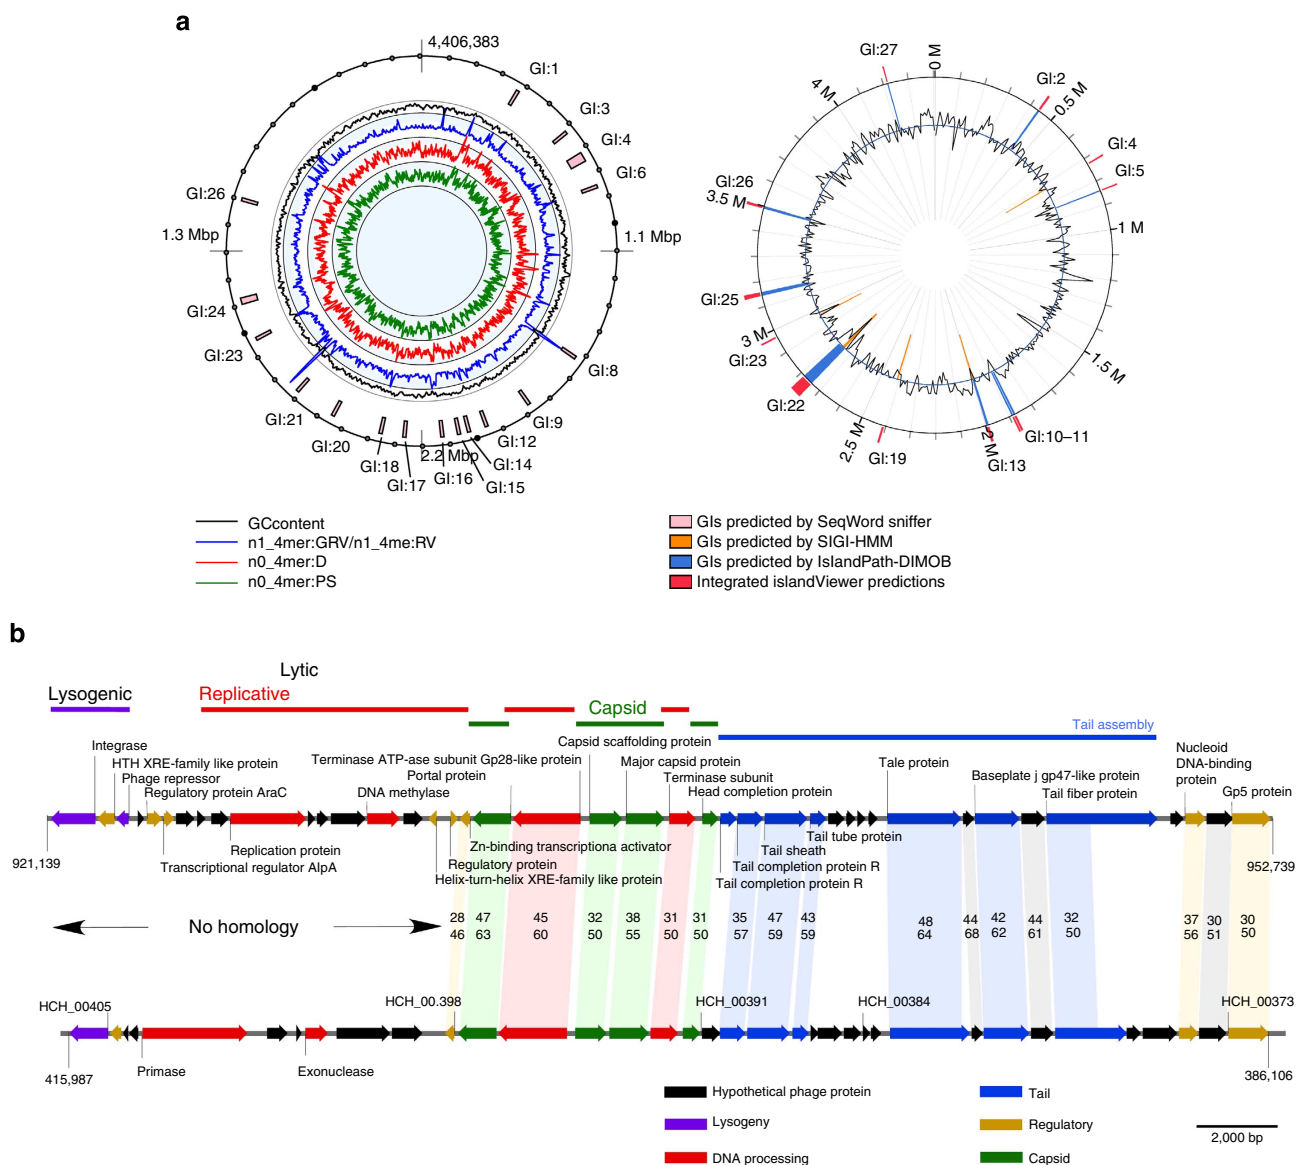 a
4,406,383
GI:1
GI:3
GI:4
GI:6
1.1 Mbp
GI:8
GI:9
GI:12
GI:14
GI:15
GI:16
2.2 Mbp
GI:17
GI:18
GI:20
GI:21
GI:23
GI:24
1.3 Mbp
GI:26
0 M
GI:2
0.5 M
GI:4
GI:5
1 M
1.5 M
GI:10–11
2 M
GI:13
GI:19
2.5 M
GI:22
GI:23
3 M
GI:25
3.5 M
GI:26
4 M
GI:27
GCcontent
n1_4mer:GRV/n1_4me:RV
n0_4mer:D
n0_4mer:PS
GIs predicted by SeqWord sniffer
GIs predicted by SIGI-HMM
GIs predicted by IslandPath-DIMOB
Integrated islandViewer predictions
b
Lytic
Lysogenic
Replicative
Capsid
Tail assembly
Integrase
HTH XRE-family like protein
Phage repressor
Regulatory protein AraC
Terminase ATP-ase subunit Gp28-like protein
Portal protein
DNA methylase
Capsid scaffolding protein
Major capsid protein
Terminase subunit
Head completion protein
Tale protein
Baseplate j gp47-like protein
Tail fiber protein
Nucleoid
DNA-binding
protein
Gp5 protein
921,139
Replication protein
Transcriptional regulator AlpA
Zn-binding transcriptiona activator
Regulatory protein
Helix-turn-helix XRE-family like protein
Tail tube protein
Tail sheath
Tail completion protein R
Tail completion protein R
952,739
No homology
28 47 45 32 38 31 31 35 47 43 48 44 42 44 32 37 30 30
46 63 60 50 55 50 50 57 59 59 64 68 62 61 50 56 51 50
HCH_00405
HCH_00.398
HCH_00391
HCH_00384
HCH_00373
415,987
Primase
Exonuclease
386,106
Hypothetical phage protein
Lysogeny
DNA processing
Tail
Regulatory
Capsid
2,000 bp